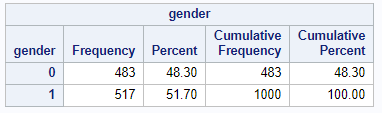 gender
gender Frequency Percent Cumulative Frequency Cumulative Percent
0 483 48.30 483 48.30
1 517 51.70 1000 100.00